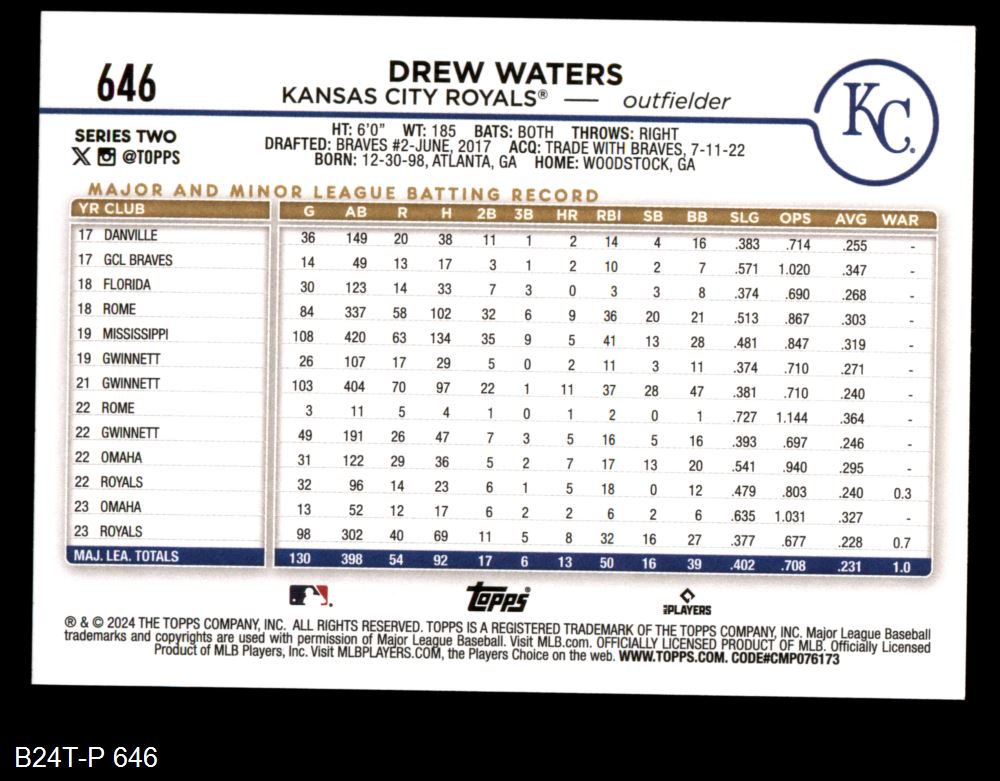 646
DREW WATERS
KANSAS CITY ROYALS® — outfielder
KC
SERIES TWO
X @TOPPS
HT: 6'0" WT: 185 BATS: BOTH THROWS: RIGHT
DRAFTED: BRAVES #2-JUNE, 2017 ACQ: TRADE WITH BRAVES, 7-11-22
BORN: 12-30-98, ATLANTA, GA HOME: WOODSTOCK, GA
MAJOR AND MINOR LEAGUE BATTING RECORD
YR CLUB G AB R H 2B 3B HR RBI SB BB SLG OPS AVG WAR
17 DANVILLE 36 149 20 38 11 1 2 14 4 16 .383 .714 .255 -
17 GCL BRAVES 14 49 13 17 3 1 2 10 2 7 .571 1.020 .347 -
18 FLORIDA 30 123 14 33 7 3 0 3 3 8 .374 .690 .268 -
18 ROME 84 337 58 102 32 6 9 36 20 21 .513 .867 .303 -
19 MISSISSIPPI 108 420 63 134 35 9 5 41 13 28 .481 .847 .319 -
19 GWINNETT 26 107 17 29 5 0 2 11 3 11 .374 .710 .271 -
21 GWINNETT 103 404 70 97 22 1 11 37 28 47 .381 .710 .240 -
22 ROME 3 11 5 4 1 0 1 2 0 1 .727 1.144 .364 -
22 GWINNETT 49 191 26 47 7 3 5 16 5 16 .393 .697 .246 -
22 OMAHA 31 122 29 36 5 2 7 17 13 20 .541 .940 .295 -
22 ROYALS 32 96 14 23 6 1 5 18 0 12 .479 .803 .240 0.3
23 OMAHA 13 52 12 17 6 2 2 6 2 6 .635 1.031 .327 -
23 ROYALS 98 302 40 69 11 5 8 32 16 27 .377 .677 .228 0.7
MAJ. LEA. TOTALS 130 398 54 92 17 6 13 50 16 39 .402 .708 .231 1.0
Topps
MLB PLAYERS
® & © 2024 THE TOPPS COMPANY, INC. ALL RIGHTS RESERVED. TOPPS IS A REGISTERED TRADEMARK OF THE TOPPS COMPANY, INC. Major League Baseball
trademarks and copyrights are used with permission of Major League Baseball. Visit MLB.com. OFFICIALLY LICENSED PRODUCT OF MLB. Officially Licensed
Product of MLB Players, Inc. Visit MLBPLAYERS.COM, the Players Choice on the web. WWW.TOPPS.COM. CODE#CMP076173
B24T-P 646